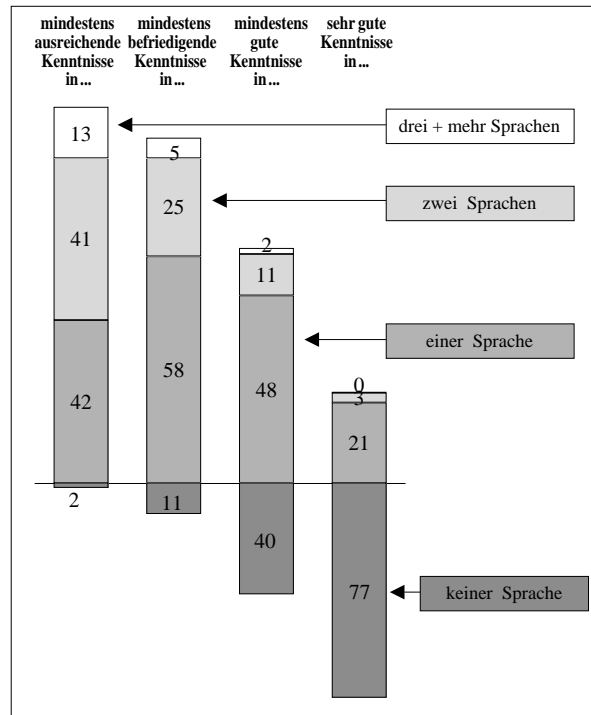 mindestens
ausreichende
Kenntnisse
in ...
mindestens
befriedigende
Kenntnisse
in ...
mindestens
gute
Kenntnisse
in ...
sehr gute
Kenntnisse
in ...
13
drei + mehr Sprachen
5
41
25
zwei Sprachen
2
11
42
58
48
einer Sprache
0
3
21
2
11
40
77
keiner Sprache